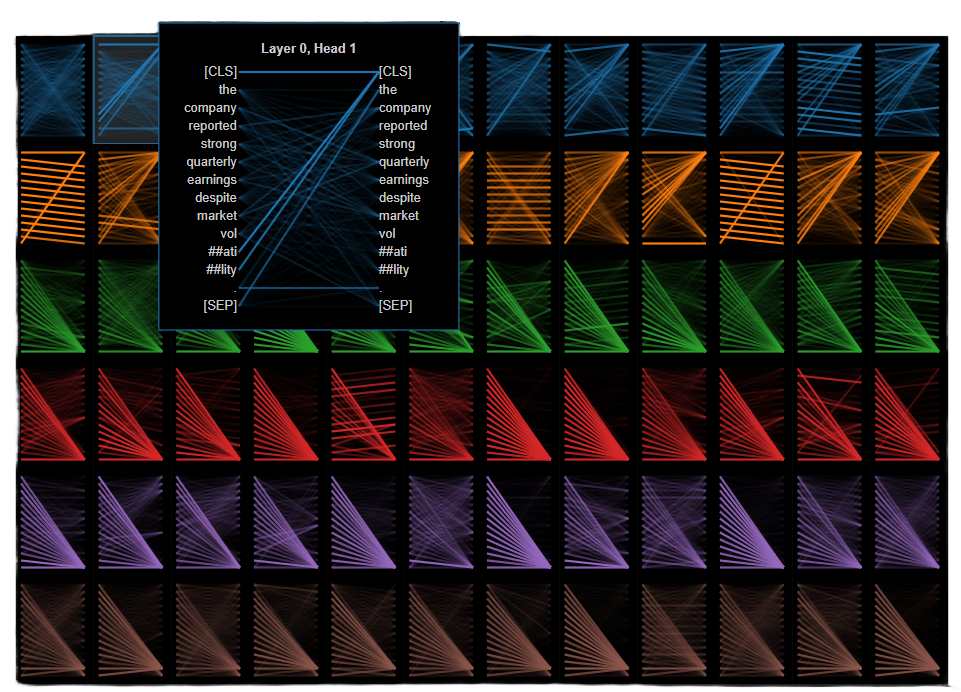 Layer 0, Head 1
[CLS] [CLS]
the the
company company
reported reported
strong strong
quarterly quarterly
earnings earnings
despite despite
market market
vol vol
##ati ##ati
##lity ##lity
. .
[SEP] [SEP]